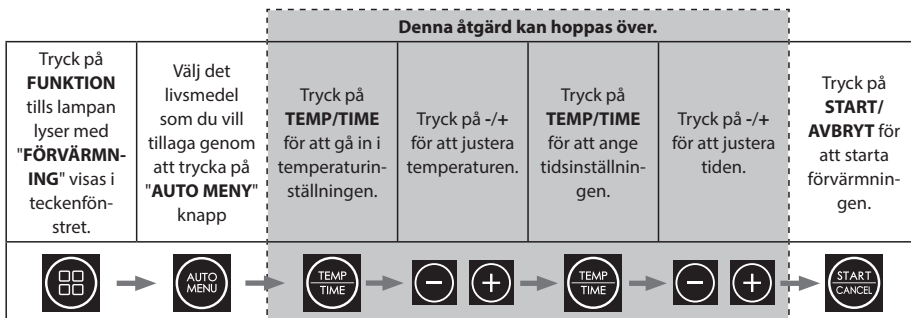 Denna åtgärd kan hoppas över.
Tryck på
FUNKTION
tills lampan
lyser med
"FÖRVÄRMN-
ING" visas i
teckenfön-
stret.
Välj det
livsmedel
som du vill
tillaga genom
att trycka på
"AUTO MENY"
knapp
Tryck på
TEMP/TIME
för att gå in i
temperaturin-
ställningen.
Tryck på -/+
för att justera
temperaturen.
Tryck på
TEMP/TIME
för att ange
tidsinställnin-
gen.
Tryck på -/+
för att justera
tiden.
Tryck på
START/
AVBRYT för
att starta
förvärmnin-
gen.
AUTO
MENU
TEMP
TIME
− +
TEMP
TIME
− +
START
CANCEL